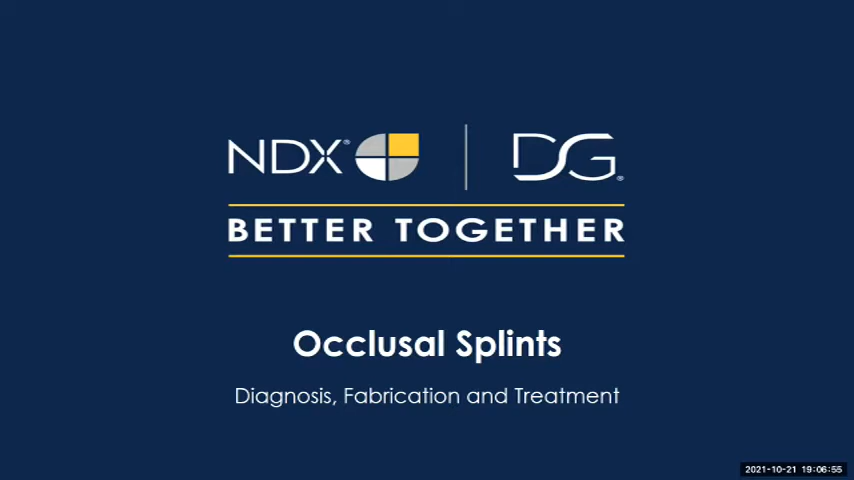 NDX® DG®
BETTER TOGETHER
Occlusal Splints
Diagnosis, Fabrication and Treatment
2021-10-21 19:06:55